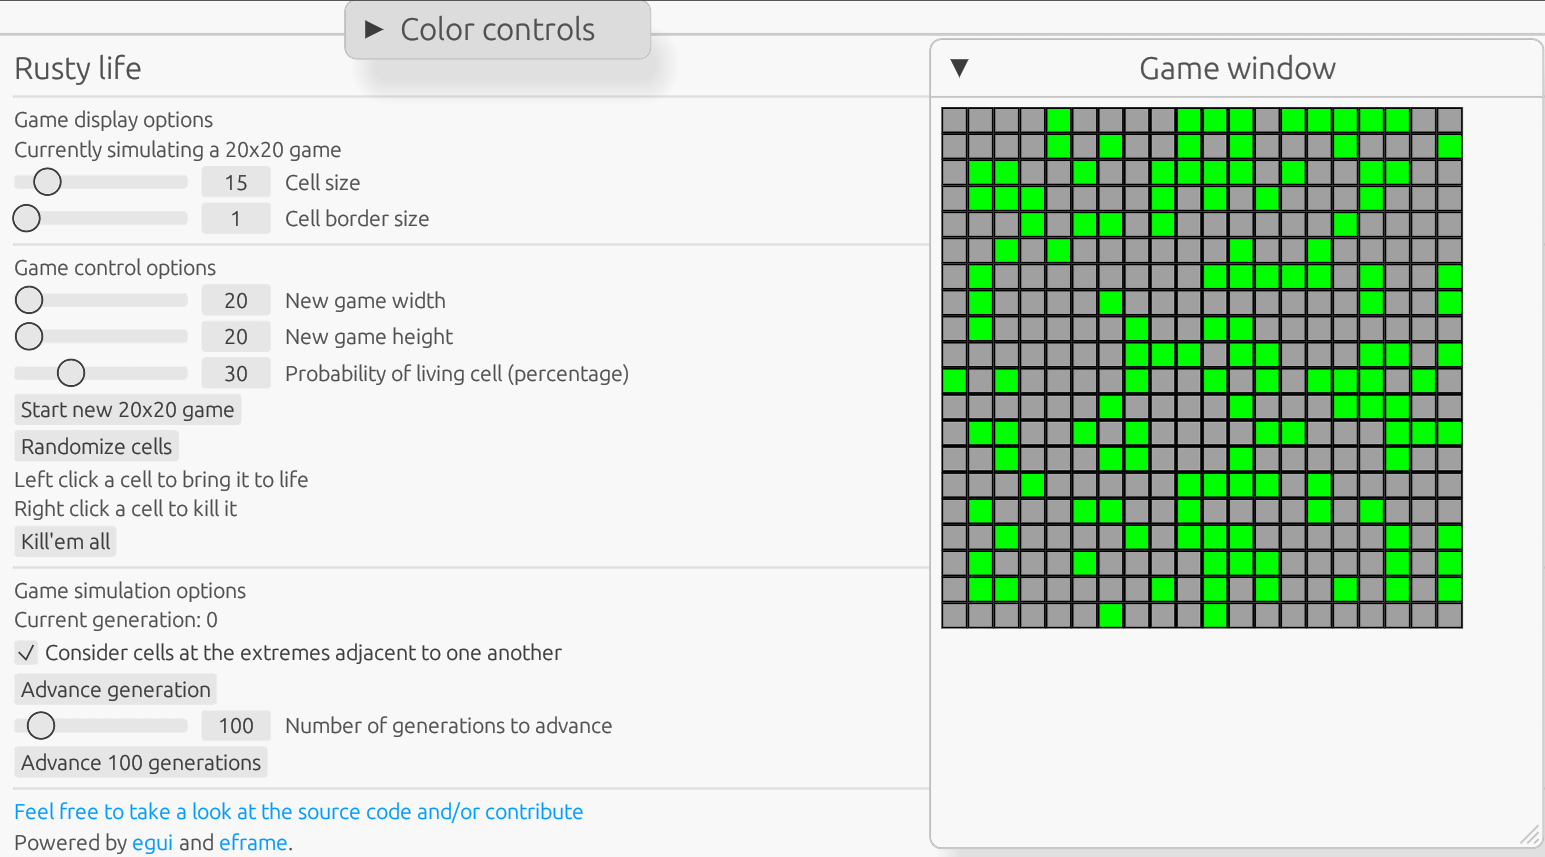 ▶ Color controls
Rusty life
Game display options
Currently simulating a 20x20 game
15 Cell size
1 Cell border size
Game control options
20 New game width
20 New game height
30 Probability of living cell (percentage)
Start new 20x20 game
Randomize cells
Left click a cell to bring it to life
Right click a cell to kill it
Kill'em all
Game simulation options
Current generation: 0
✓ Consider cells at the extremes adjacent to one another
Advance generation
100 Number of generations to advance
Advance 100 generations
Feel free to take a look at the source code and/or contribute
Powered by egui and eframe.
▼ Game window